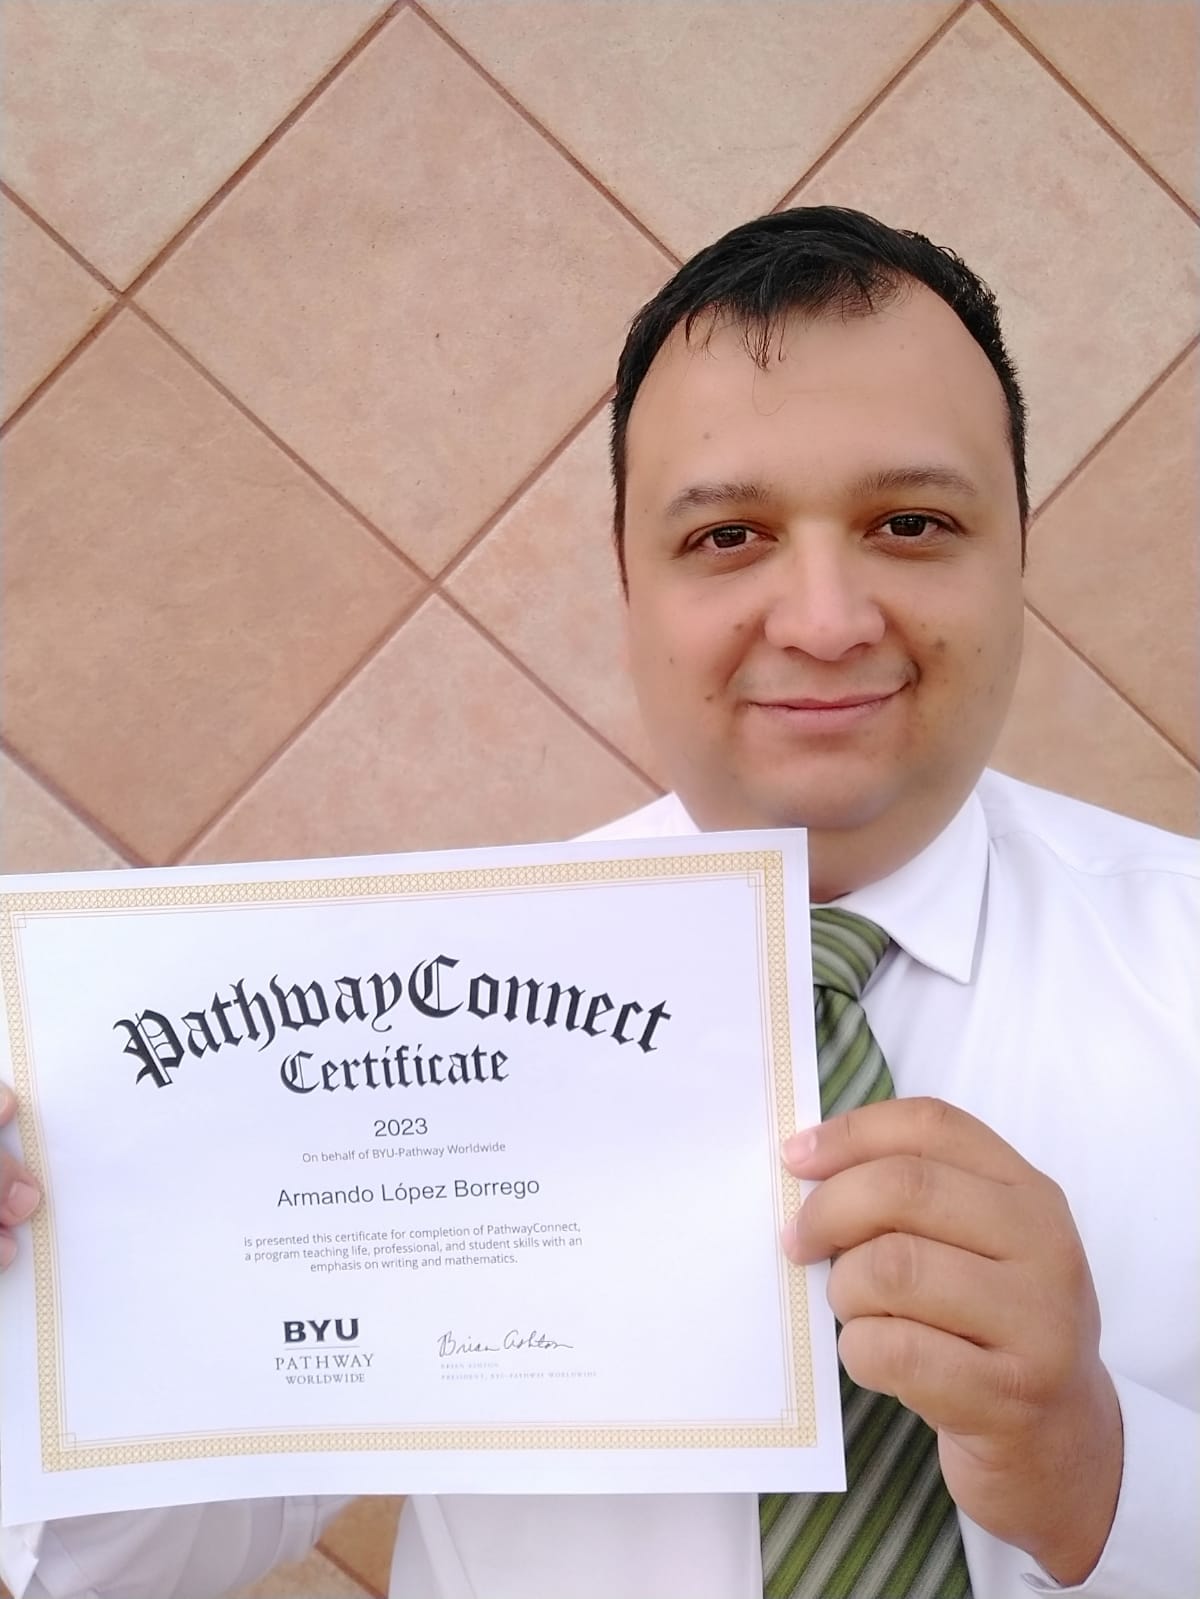 PathwayConnect
Certificate
2023
On behalf of BYU-Pathway Worldwide
Armando López Borrego
is presented this certificate for completion of PathwayConnect,
a program teaching life, professional, and student skills with an
emphasis on writing and mathematics.
BYU
PATHWAY
WORLDWIDE
Brian Ashton
BRIAN ASHTON
PRESIDENT, BYU-PATHWAY WORLDWIDE